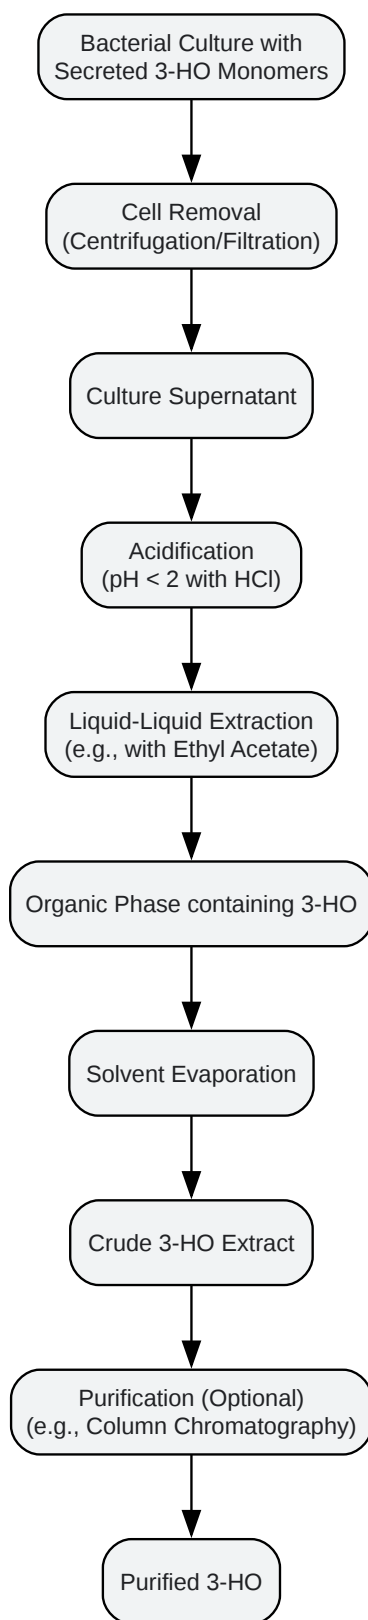 Bacterial Culture with
Secreted 3-HO Monomers
Cell Removal
(Centrifugation/Filtration)
Culture Supernatant
Acidification
(pH < 2 with HCl)
Liquid-Liquid Extraction
(e.g., with Ethyl Acetate)
Organic Phase containing 3-HO
Solvent Evaporation
Crude 3-HO Extract
Purification (Optional)
(e.g., Column Chromatography)
Purified 3-HO